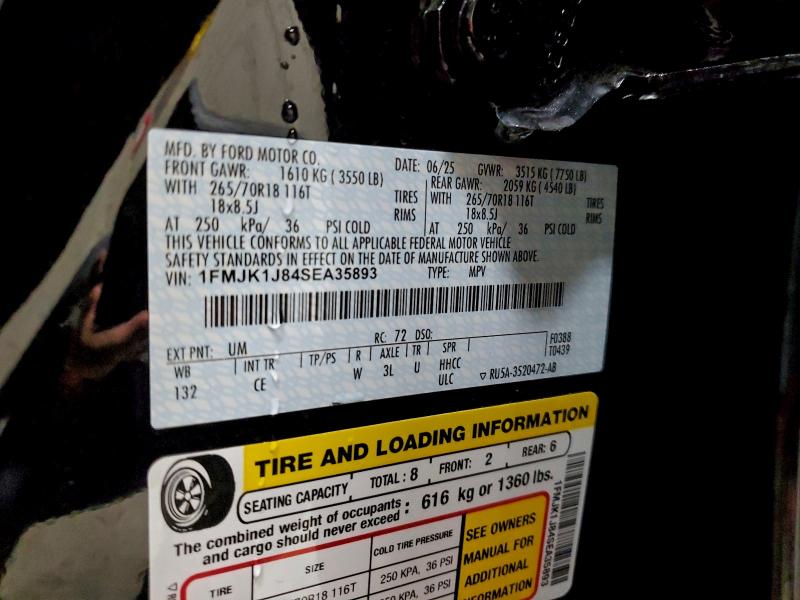 MFD. BY FORD MOTOR CO. DATE: 06/25 GVWR: 3515 KG ( 7750 LB)
FRONT GAWR: 1610 KG ( 3550 LB) REAR GAWR: 2059 KG ( 4540 LB)
WITH 265/70R18 116T TIRES WITH 265/70R18 116T TIRES
18x8.5J RIMS 18x8.5J RIMS
AT 250 kPa/ 36 PSI COLD AT 250 kPa/ 36 PSI COLD
THIS VEHICLE CONFORMS TO ALL APPLICABLE FEDERAL MOTOR VEHICLE
SAFETY STANDARDS IN EFFECT ON THE DATE OF MANUFACTURE SHOWN ABOVE.
VIN: 1FMJK1J84SEA35893 TYPE: MPV
EXT PNT: UM RC: 72 DSO: F0388
WB INT TR TP/PS R AXLE TR SPR T0439
132 CE W 3L U HHCC
ULC ▽ RU5A-3520472-AB
TIRE AND LOADING INFORMATION
SEATING CAPACITY TOTAL : 8 FRONT: 2 REAR: 6
The combined weight of occupants : 616 kg or 1360 lbs.
and cargo should never exceed
TIRE SIZE COLD TIRE PRESSURE SEE OWNERS
MANUAL FOR
70R18 116T 250 KPA, 36 PSI ADDITIONAL
KPA, 36 PSI INFORMATION
1FMJK1J84SEA35893